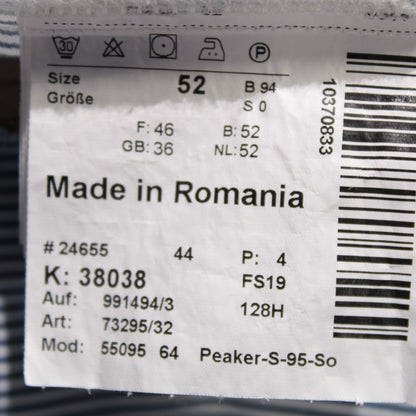 30 P
Size 52 B 94
Größe S 0
F: 46 B: 52
GB: 36 NL: 52
Made in Romania
# 24655 44 P: 4
K: 38038 FS19
Auf: 991494/3 128H
Art: 73295/32
Mod: 55095 64 Peaker-S-95-So
10370833